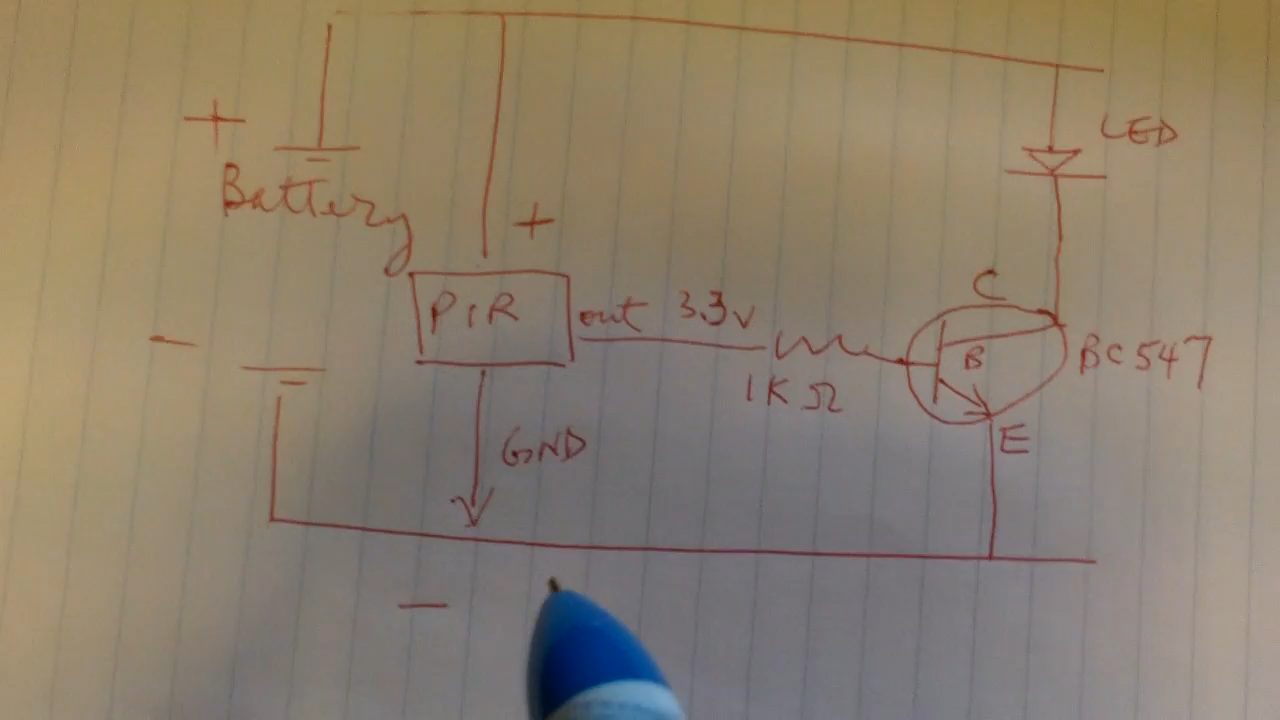 +
LED
Battery
+
C
PIR
out 3.3v
-
B
BC547
1KΩ
E
GND
-